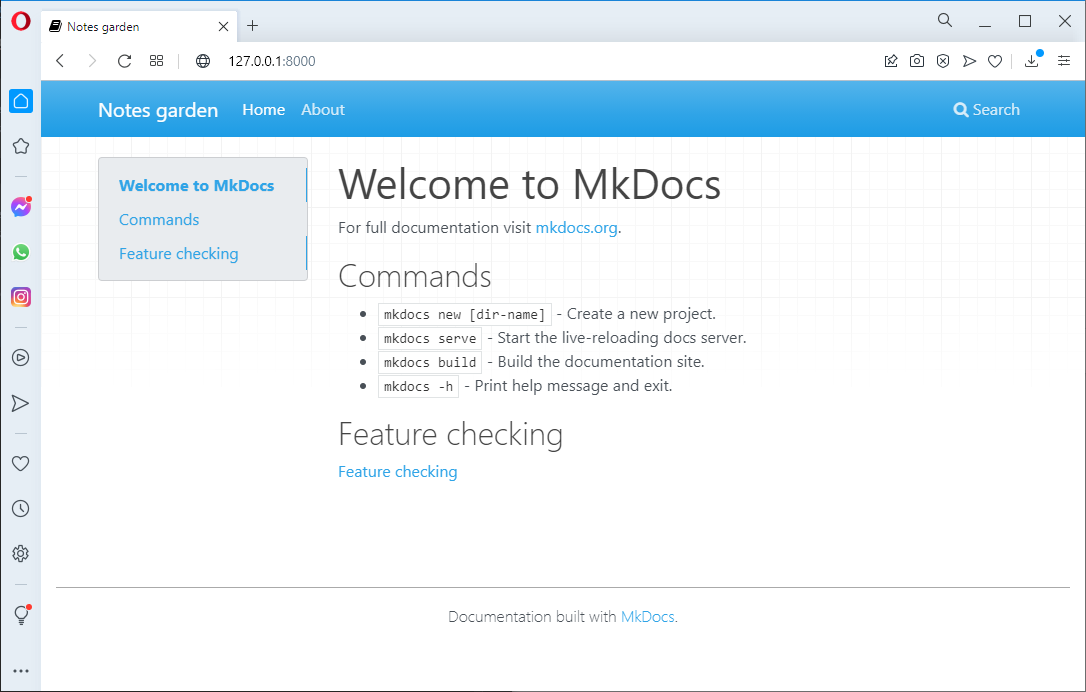 Notes garden
127.0.0.1:8000
Notes garden Home About Search
Welcome to MkDocs
Commands
Feature checking
Welcome to MkDocs
For full documentation visit mkdocs.org.
Commands
mkdocs new [dir-name] - Create a new project.
mkdocs serve - Start the live-reloading docs server.
mkdocs build - Build the documentation site.
mkdocs -h - Print help message and exit.
Feature checking
Feature checking
Documentation built with MkDocs.